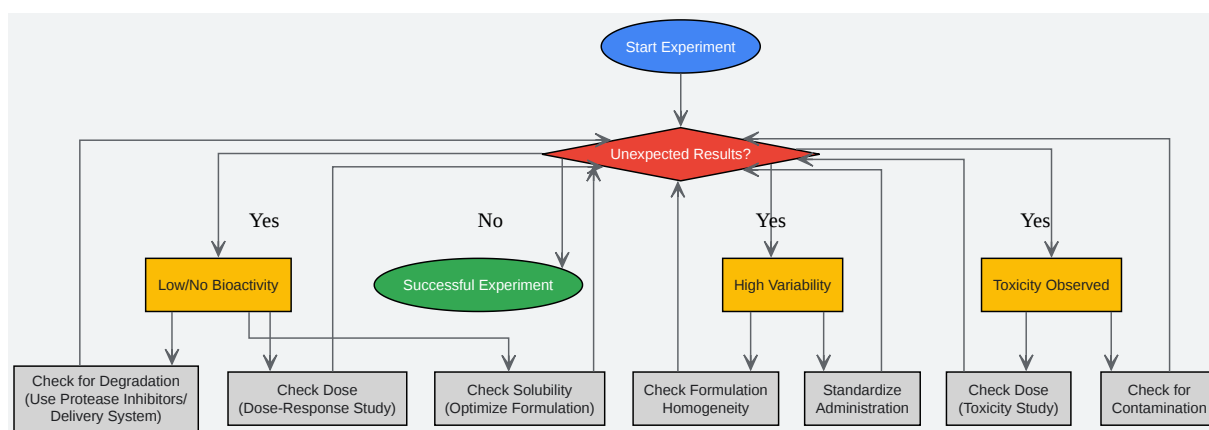 Start Experiment
Unexpected Results?
Yes
No
Yes
Yes
Low/No Bioactivity
Successful Experiment
High Variability
Toxicity Observed
Check for Degradation
(Use Protease Inhibitors/
Delivery System)
Check Dose
(Dose-Response Study)
Check Solubility
(Optimize Formulation)
Check Formulation
Homogeneity
Standardize
Administration
Check Dose
(Toxicity Study)
Check for
Contamination